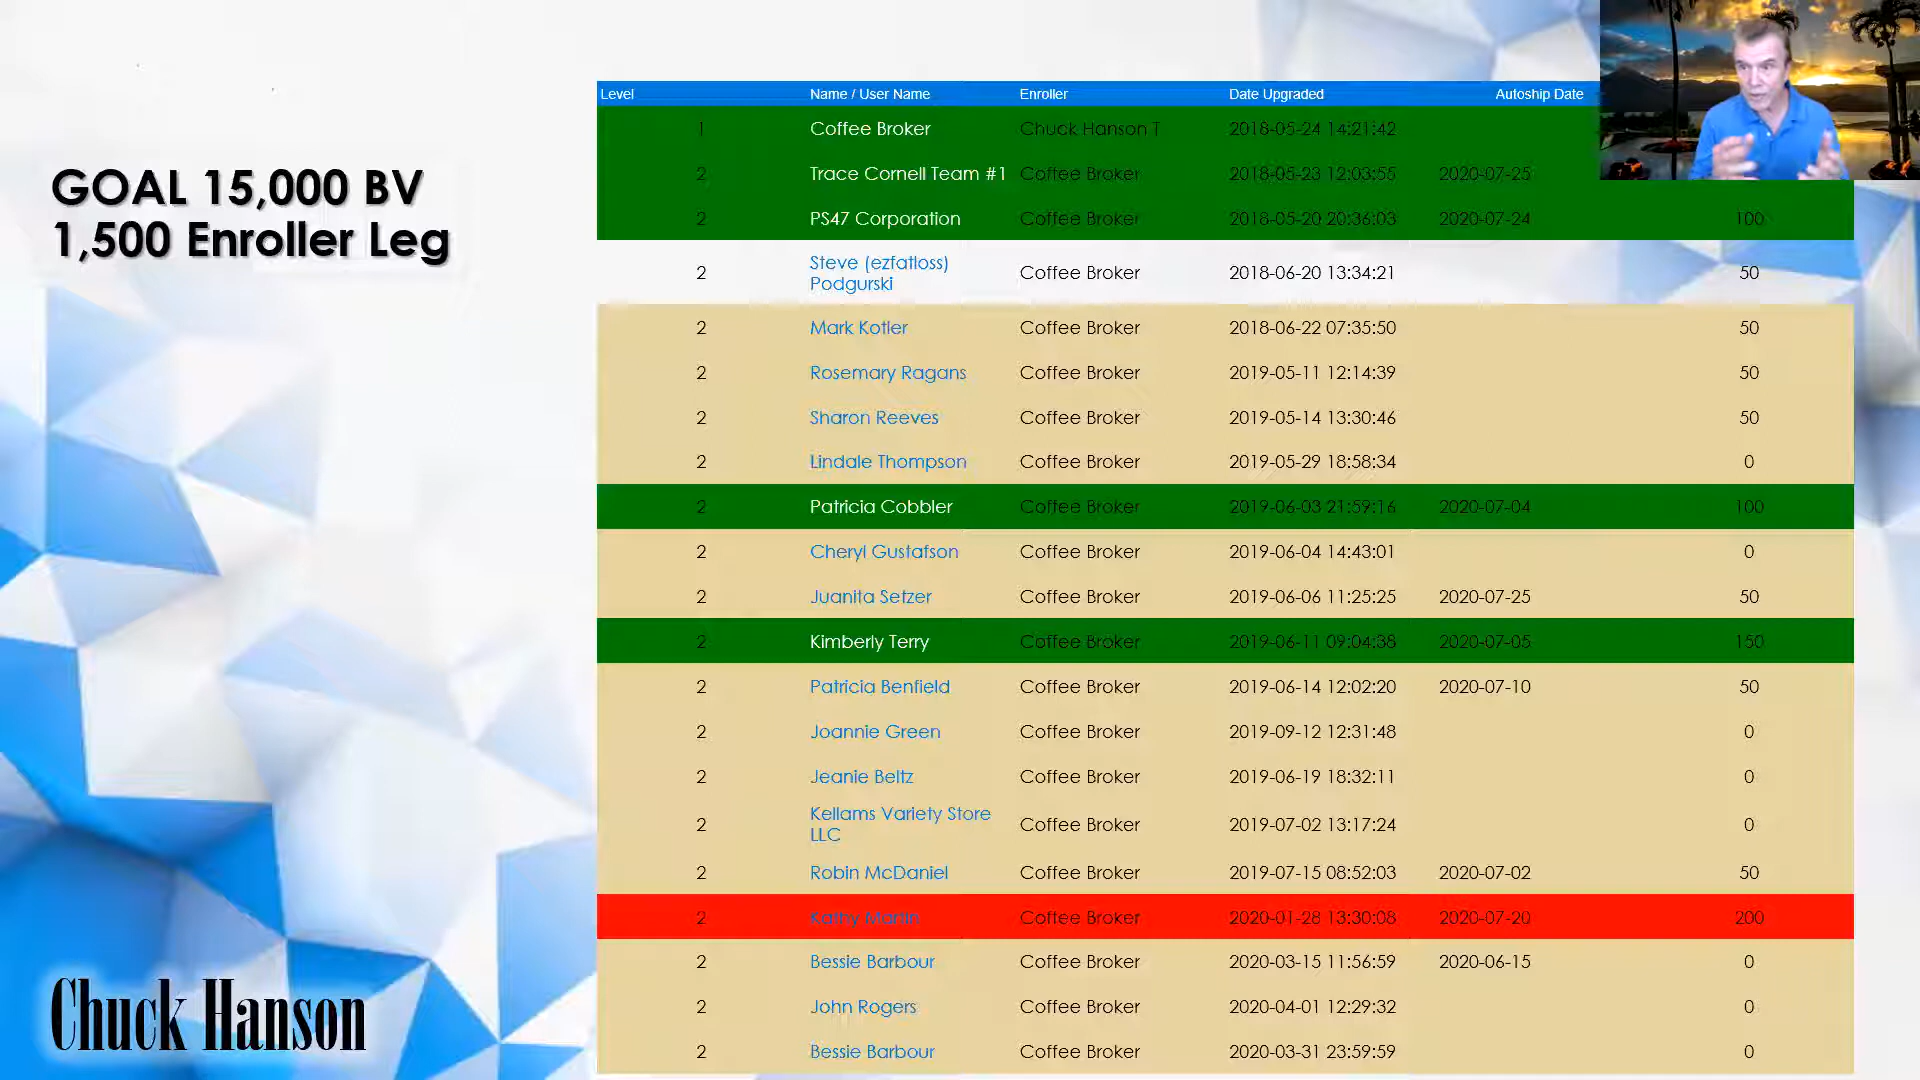 GOAL 15,000 BV
1,500 Enroller Leg
Level Name / User Name Enroller Date Upgraded Autoship Date
1 Coffee Broker Chuck Hanson T 2018-05-24 14:21:42
2 Trace Cornell Team #1 Coffee Broker 2018-05-23 12:03:55 2020-07-25
2 PS47 Corporation Coffee Broker 2018-05-20 20:36:03 2020-07-24 100
2 Steve (ezfatloss) Coffee Broker 2018-06-20 13:34:21 50
Podgurski
2 Mark Kotler Coffee Broker 2018-06-22 07:35:50 50
2 Rosemary Ragans Coffee Broker 2019-05-11 12:14:39 50
2 Sharon Reeves Coffee Broker 2019-05-14 13:30:46 50
2 Lindale Thompson Coffee Broker 2019-05-29 18:58:34 0
2 Patricia Cobbler Coffee Broker 2019-06-03 21:59:16 2020-07-04 100
2 Cheryl Gustafson Coffee Broker 2019-06-04 14:43:01 0
2 Juanita Setzer Coffee Broker 2019-06-06 11:25:25 2020-07-25 50
2 Kimberly Terry Coffee Broker 2019-06-11 09:04:38 2020-07-05 150
2 Patricia Benfield Coffee Broker 2019-06-14 12:02:20 2020-07-10 50
2 Joannie Green Coffee Broker 2019-09-12 12:31:48 0
2 Jeanie Beltz Coffee Broker 2019-06-19 18:32:11 0
2 Kellams Variety Store Coffee Broker 2019-07-02 13:17:24 0
LLC
2 Robin McDaniel Coffee Broker 2019-07-15 08:52:03 2020-07-02 50
2 Kathy Martin Coffee Broker 2020-01-28 13:30:08 2020-07-20 200
2 Bessie Barbour Coffee Broker 2020-03-15 11:56:59 2020-06-15 0
2 John Rogers Coffee Broker 2020-04-01 12:29:32 0
2 Bessie Barbour Coffee Broker 2020-03-31 23:59:59 0
Chuck Hanson